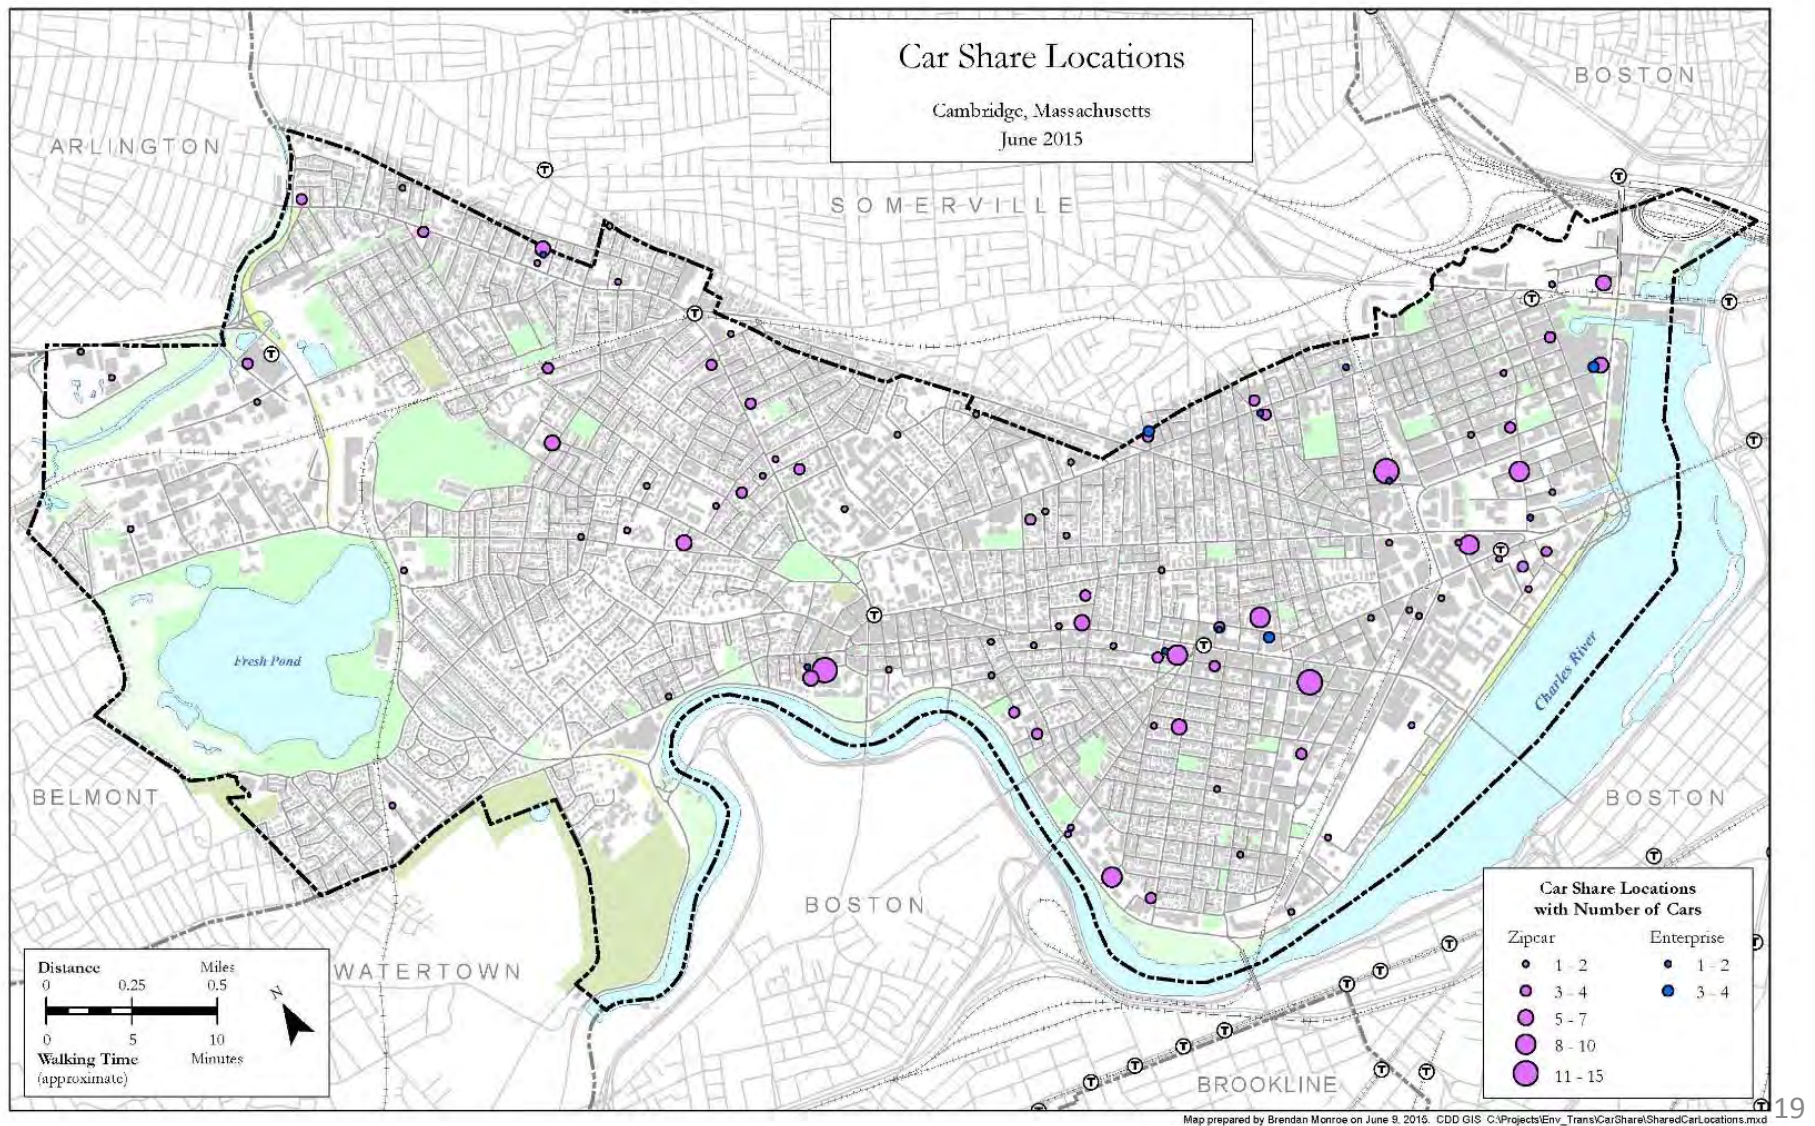 Car Share Locations
Cambridge, Massachusetts
June 2015
BOSTON
ARLINGTON
SOMERVILLE
T
T
T
T
T
T
T
T
T
T
T
Fresh Pond
Charles River
BELMONT
BOSTON
BOSTON
WATERTOWN
BROOKLINE
T
T
T
T
T
T
T
T
T
T
T
T
Distance
Miles
0 0.25 0.5
0 5 10
Walking Time
Minutes
(approximate)
N
Car Share Locations
with Number of Cars
Zipcar Enterprise
1 - 2 1 - 2
3 - 4 3 - 4
5 - 7
8 - 10
11 - 15
Map prepared by Brendan Monroe on June 9, 2015. CDD GIS C:\Projects\Env_Trans\CarShare\SharedCarLocations.mxd
19